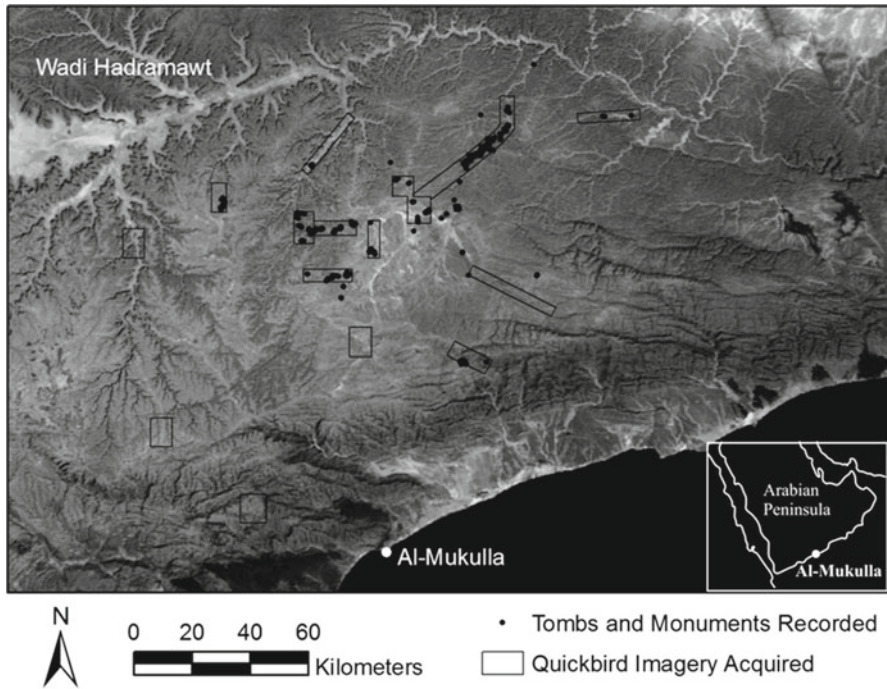 Wadi Hadramawt
Arabian
Peninsula
Al-Mukulla
Al-Mukulla
N
0 20 40 60
Kilometers
Tombs and Monuments Recorded
Quickbird Imagery Acquired